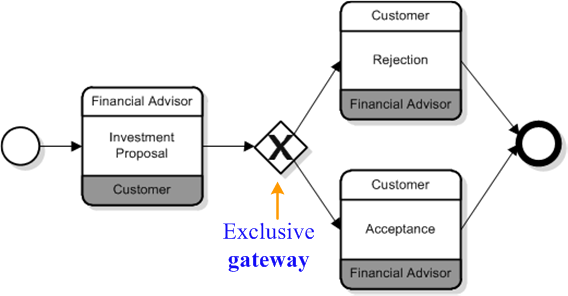 Financial Advisor
Investment
Proposal
Customer
X
Exclusive
gateway
Customer
Rejection
Financial Advisor
Customer
Acceptance
Financial Advisor